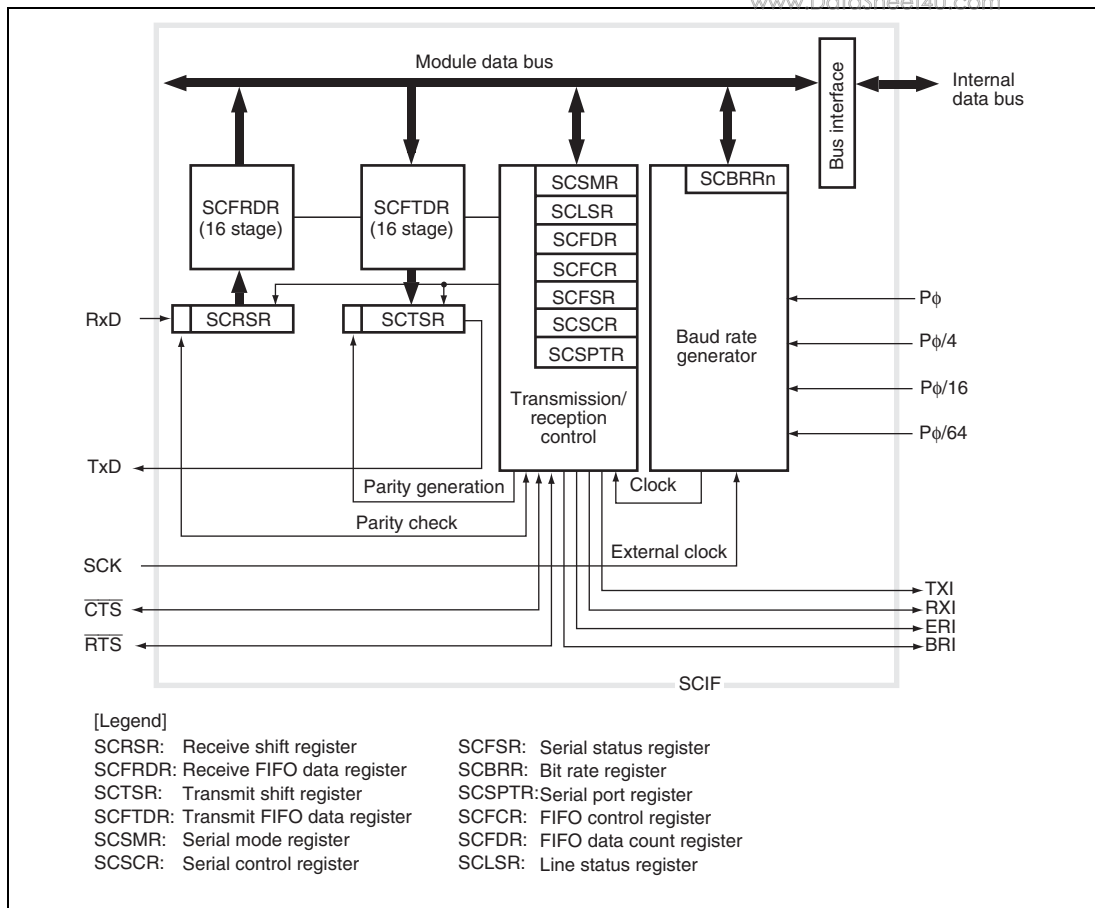 www.DataSheet4U.com
Module data bus
Bus interface
Internal
data bus
SCFRDR
(16 stage)
SCFTDR
(16 stage)
SCSMR
SCLSR
SCFDR
SCFCR
SCFSR
SCSCR
SCSPTR
Transmission/
reception
control
SCBRRn
Baud rate
generator
Pϕ
Pϕ/4
Pϕ/16
Pϕ/64
RxD
SCRSR
SCTSR
TxD
Parity generation
Parity check
Clock
External clock
SCK
CTS
RTS
TXI
RXI
ERI
BRI
SCIF
[Legend]
SCRSR: Receive shift register
SCFRDR: Receive FIFO data register
SCTSR: Transmit shift register
SCFTDR: Transmit FIFO data register
SCSMR: Serial mode register
SCSCR: Serial control register
SCFSR: Serial status register
SCBRR: Bit rate register
SCSPTR:Serial port register
SCFCR: FIFO control register
SCFDR: FIFO data count register
SCLSR: Line status register